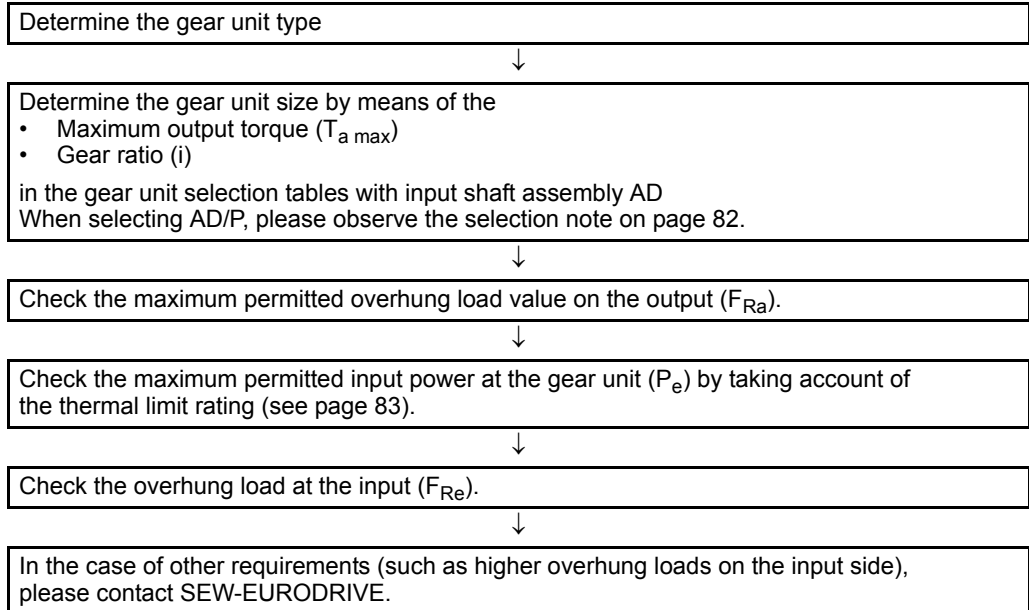 Determine the gear unit type
↓
Determine the gear unit size by means of the
• Maximum output torque (T_a max)
• Gear ratio (i)
in the gear unit selection tables with input shaft assembly AD
When selecting AD/P, please observe the selection note on page 82.
↓
Check the maximum permitted overhung load value on the output (F_Ra).
↓
Check the maximum permitted input power at the gear unit (P_e) by taking account of
the thermal limit rating (see page 83).
↓
Check the overhung load at the input (F_Re).
↓
In the case of other requirements (such as higher overhung loads on the input side),
please contact SEW-EURODRIVE.